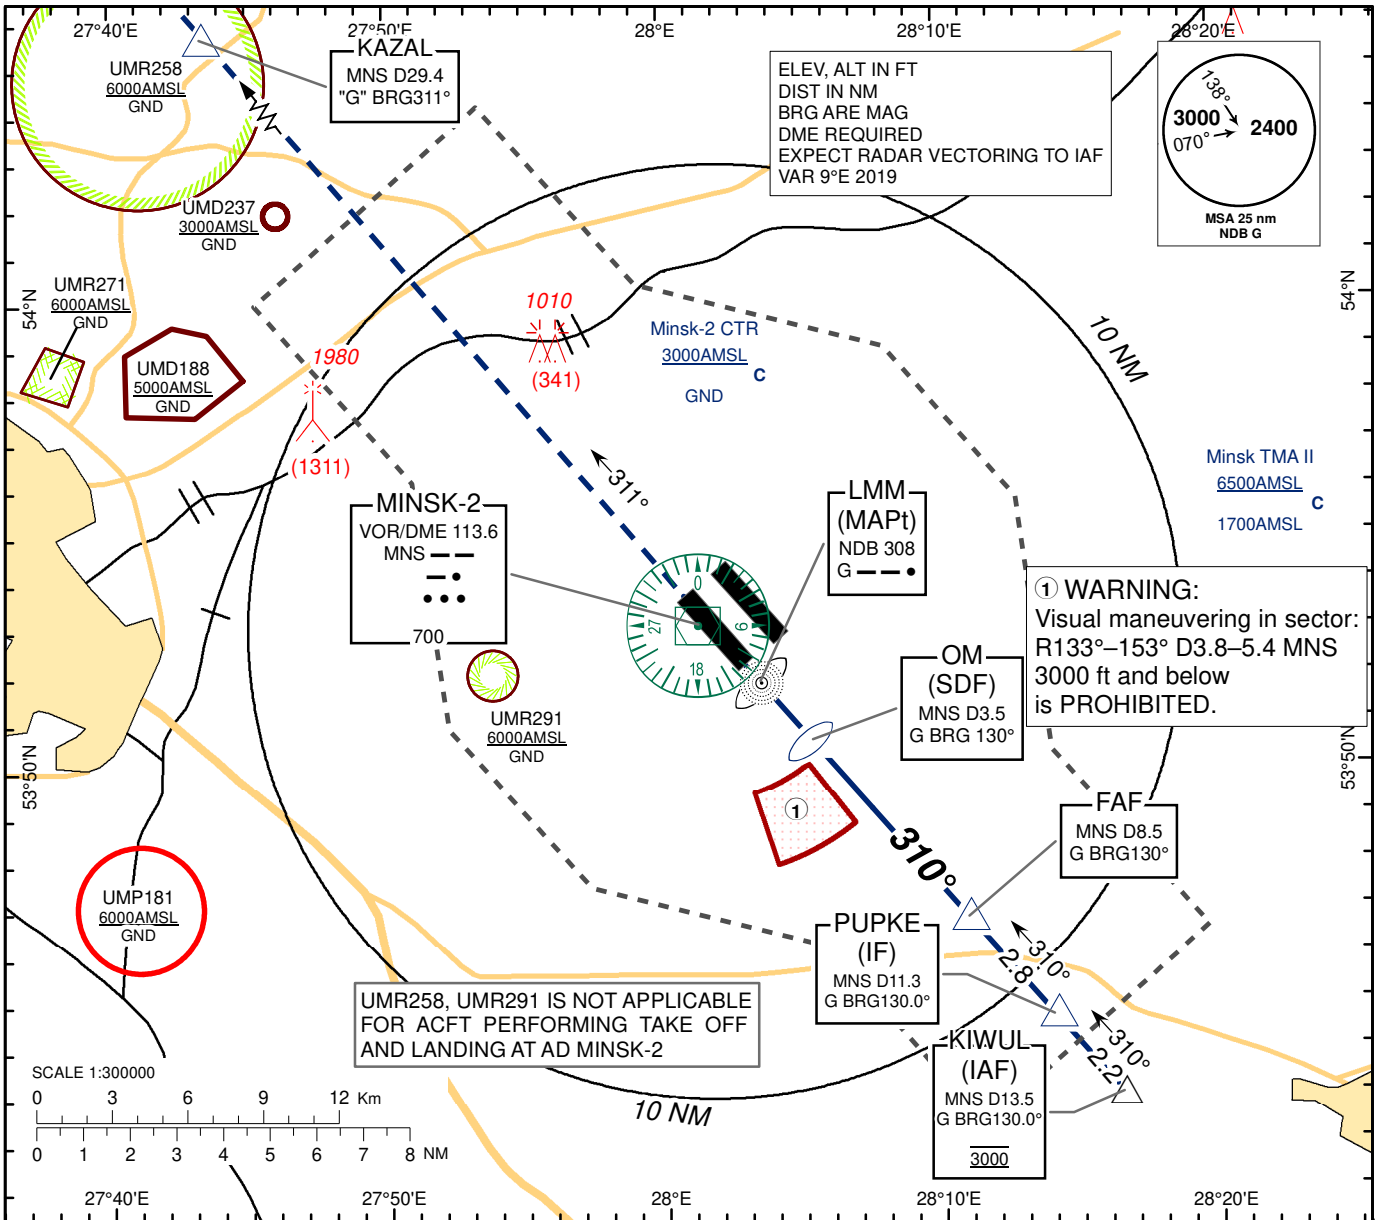 27°40'E
27°50'E
28°E
28°10'E
28°20'E
KAZAL
MNS D29.4
"G" BRG311°
UMR258
6000AMSL
GND
ELEV, ALT IN FT
DIST IN NM
BRG ARE MAG
DME REQUIRED
EXPECT RADAR VECTORING TO IAF
VAR 9°E 2019
138°
3000
070°
2400
MSA 25 nm
NDB G
UMD237
3000AMSL
GND
UMR271
6000AMSL
GND
54°N
54°N
1010
(341)
Minsk-2 CTR
3000AMSL
C
GND
10 NM
1980
(1311)
UMD188
5000AMSL
GND
Minsk TMA II
6500AMSL
C
1700AMSL
311°
MINSK-2
VOR/DME 113.6
MNS
700
LMM
(MAPt)
NDB 308
G
0
6
18
27
1 WARNING:
Visual maneuvering in sector:
R133°–153° D3.8–5.4 MNS
3000 ft and below
is PROHIBITED.
OM
(SDF)
MNS D3.5
G BRG 130°
UMR291
6000AMSL
GND
53°50'N
53°50'N
1
FAF
MNS D8.5
G BRG130°
310°
UMP181
6000AMSL
GND
PUPKE
(IF)
MNS D11.3
G BRG130.0°
310°
2.8
UMR258, UMR291 IS NOT APPLICABLE
FOR ACFT PERFORMING TAKE OFF
AND LANDING AT AD MINSK-2
KIWUL
(IAF)
MNS D13.5
G BRG130.0°
3000
310°
2.2
10 NM
SCALE 1:300000
0 3 6 9 12 Km
0 1 2 3 4 5 6 7 8 NM
27°40'E
27°50'E
28°E
28°10'E
28°20'E